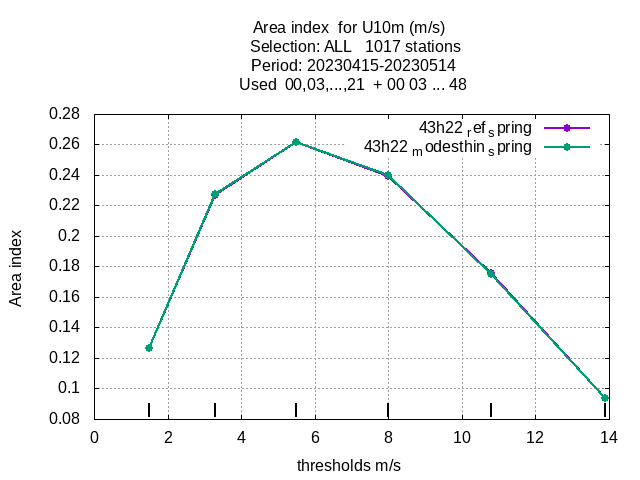 Area index  for U10m (m/s)
Selection: ALL   1017 stations
Period: 20230415-20230514
Used  00,03,...,21  + 00 03 ... 48
43h22 ref spring
43h22 modesthin spring
0.28
0.26
0.24
0.22
0.2
0.18
0.16
0.14
0.12
0.1
0.08
Area index
0 2 4 6 8 10 12 14
thresholds m/s